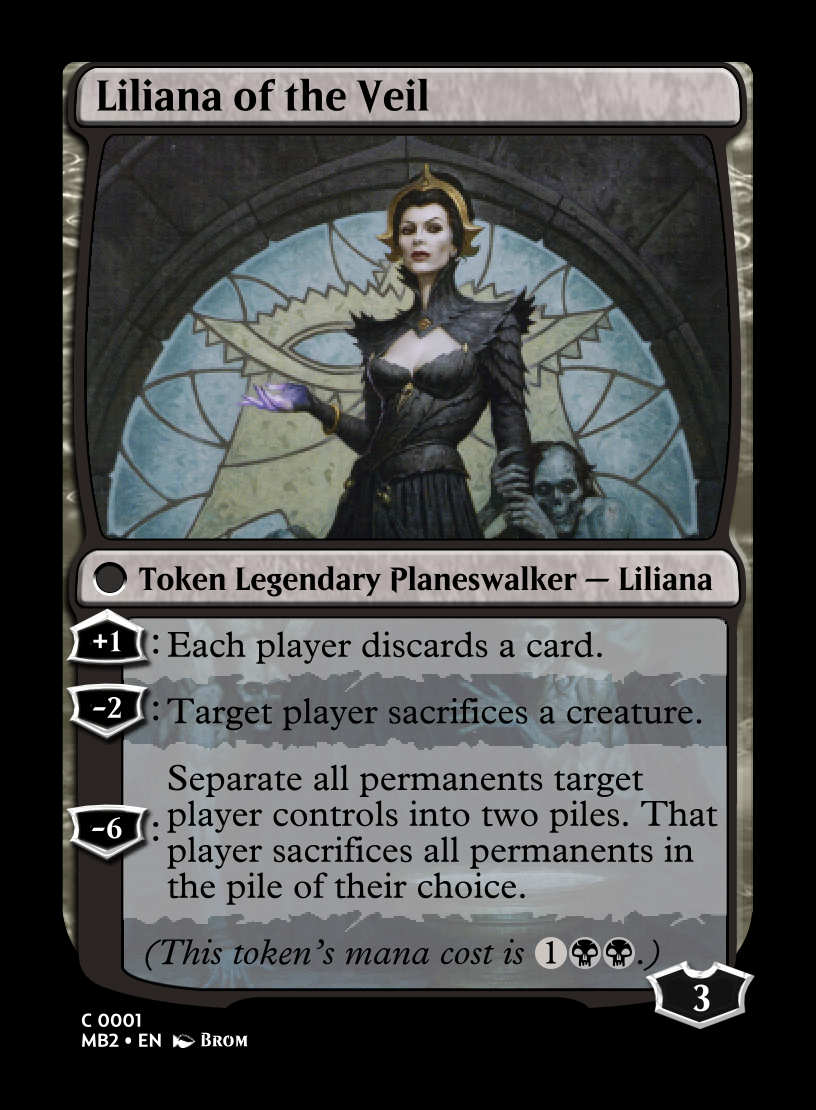 Liliana of the Veil
Token Legendary Planeswalker — Liliana
+1: Each player discards a card.
−2: Target player sacrifices a creature.
−6: Separate all permanents target
player controls into two piles. That
player sacrifices all permanents in
the pile of their choice.
(This token’s mana cost is 1.)
3
C 0001
MB2 • EN Brom